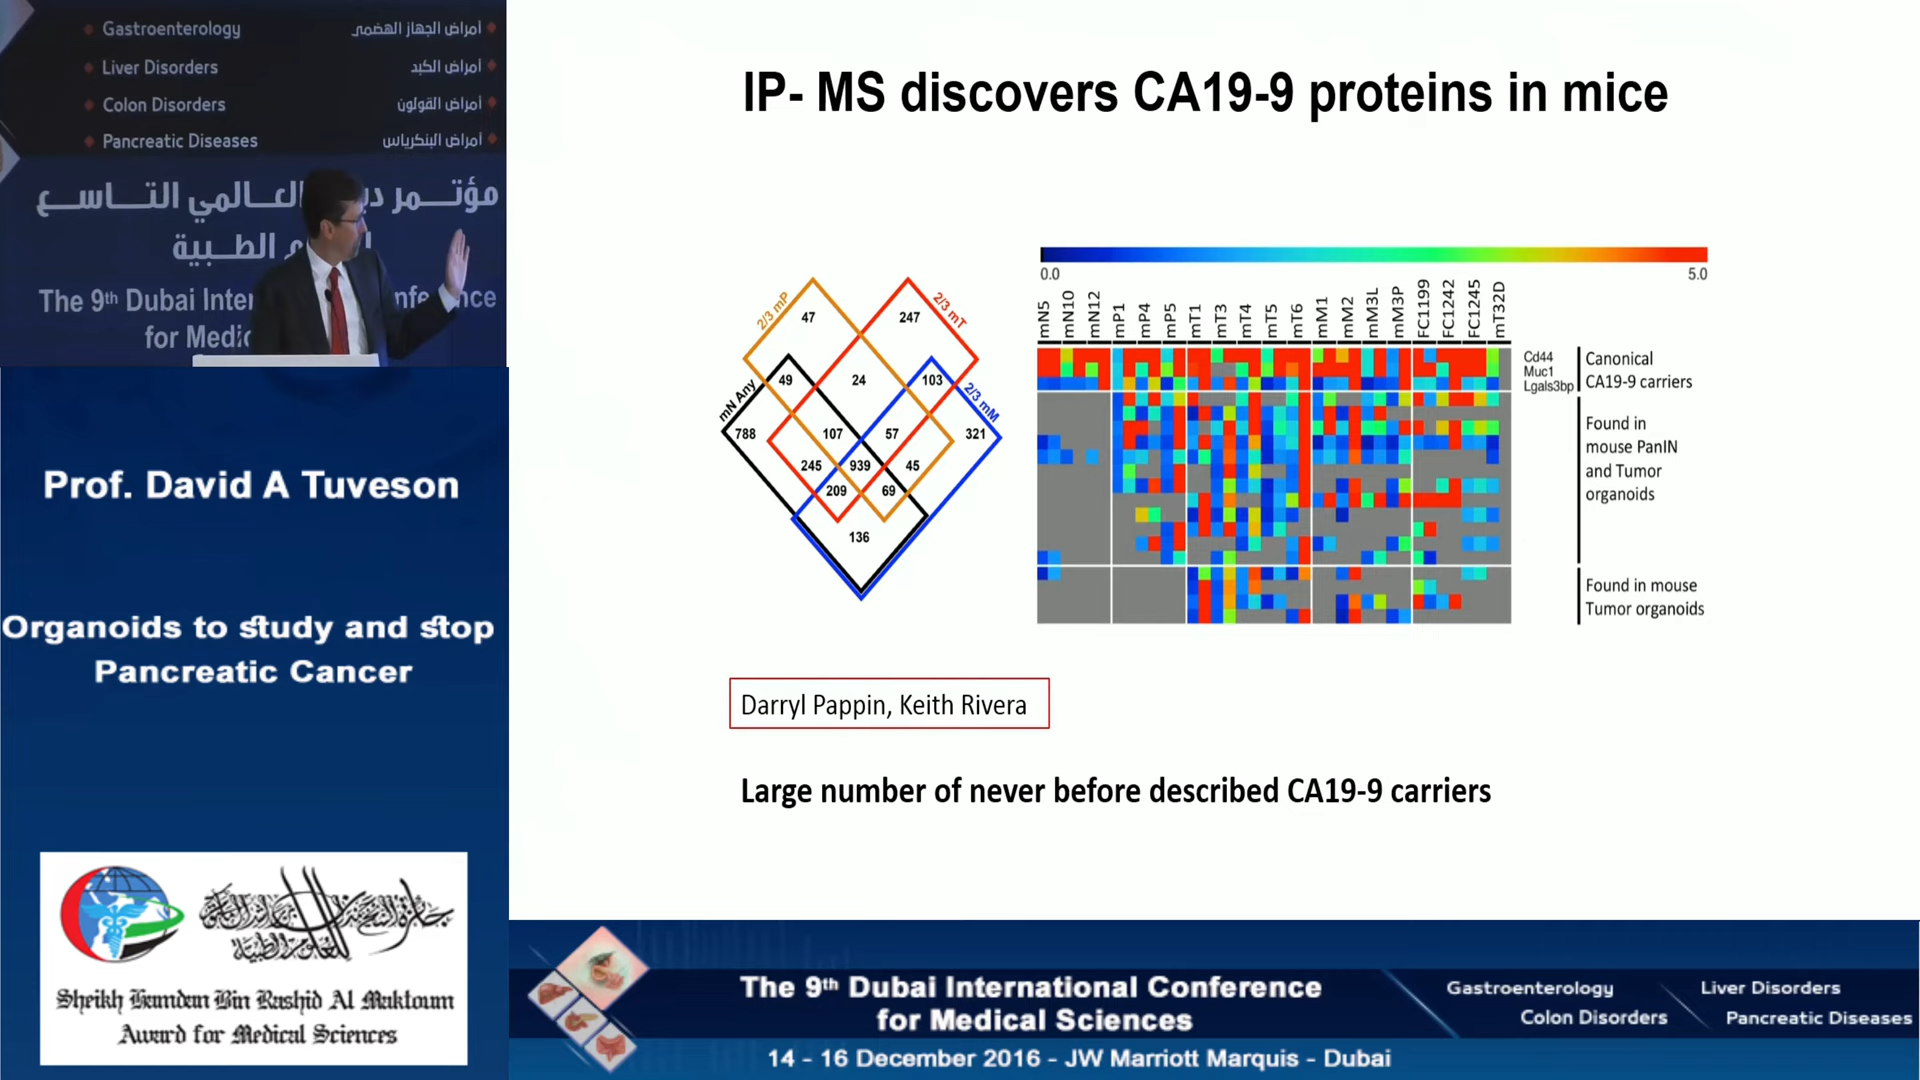 Gastroenterology
أمراض الجهاز الهضمي
Liver Disorders
أمراض الكبد
Colon Disorders
أمراض القولون
Pancreatic Diseases
أمراض البنكرياس
مؤتمر العالمي التاسع
الطبية
The 9th Dubai
for
Prof. David A Tuveson
Organoids to study and stop
Pancreatic Cancer
Sheikh Hamdan Bin Rashid Al Maktoum
Award for Medical Sciences
IP- MS discovers CA19-9 proteins in mice
2/3 mP
2/3 mT
mN Any
2/3 mM
47
247
49
24
103
788
107
57
321
245
939
45
209
69
136
0.0
5.0
mN5
mN10
mN12
mP1
mP4
mP5
mT1
mT3
mT4
mT5
mT6
mM1
mM2
mM3L
mM3P
FC1199
FC1242
FC1245
mT32D
Cd44
Muc1
Lgals3bp
Canonical
CA19-9 carriers
Found in
mouse PanIN
and Tumor
organoids
Found in mouse
Tumor organoids
Darryl Pappin, Keith Rivera
Large number of never before described CA19-9 carriers
The 9th Dubai International Conference
for Medical Sciences
14 - 16 December 2016 - JW Marriott Marquis - Dubai
Gastroenterology
Liver Disorders
Colon Disorders
Pancreatic Diseases